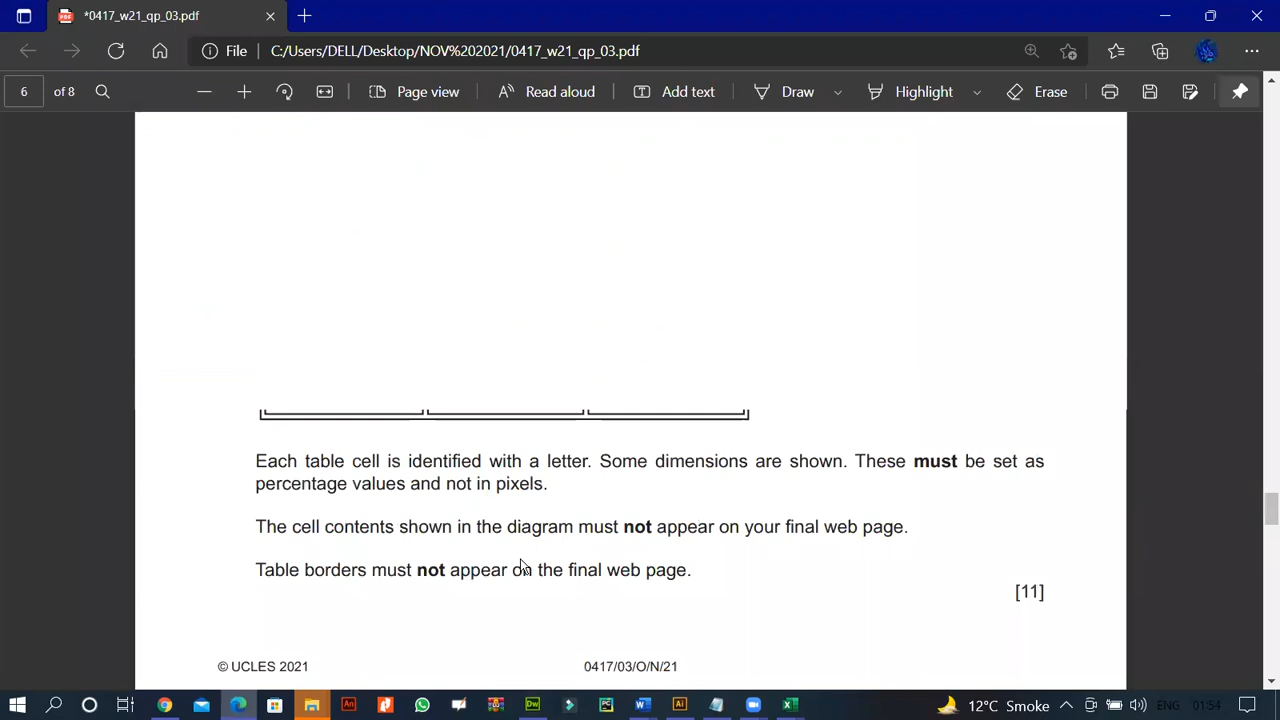 *0417_w21_qp_03.pdf
File
C:/Users/DELL/Desktop/NOV%202021/0417_w21_qp_03.pdf
6 of 8
Page view
Read aloud
Add text
Draw
Highlight
Erase
Each table cell is identified with a letter. Some dimensions are shown. These must be set as
percentage values and not in pixels.
The cell contents shown in the diagram must not appear on your final web page.
Table borders must not appear on the final web page.
[11]
© UCLES 2021
0417/03/O/N/21
12°C Smoke
ENG
01:54